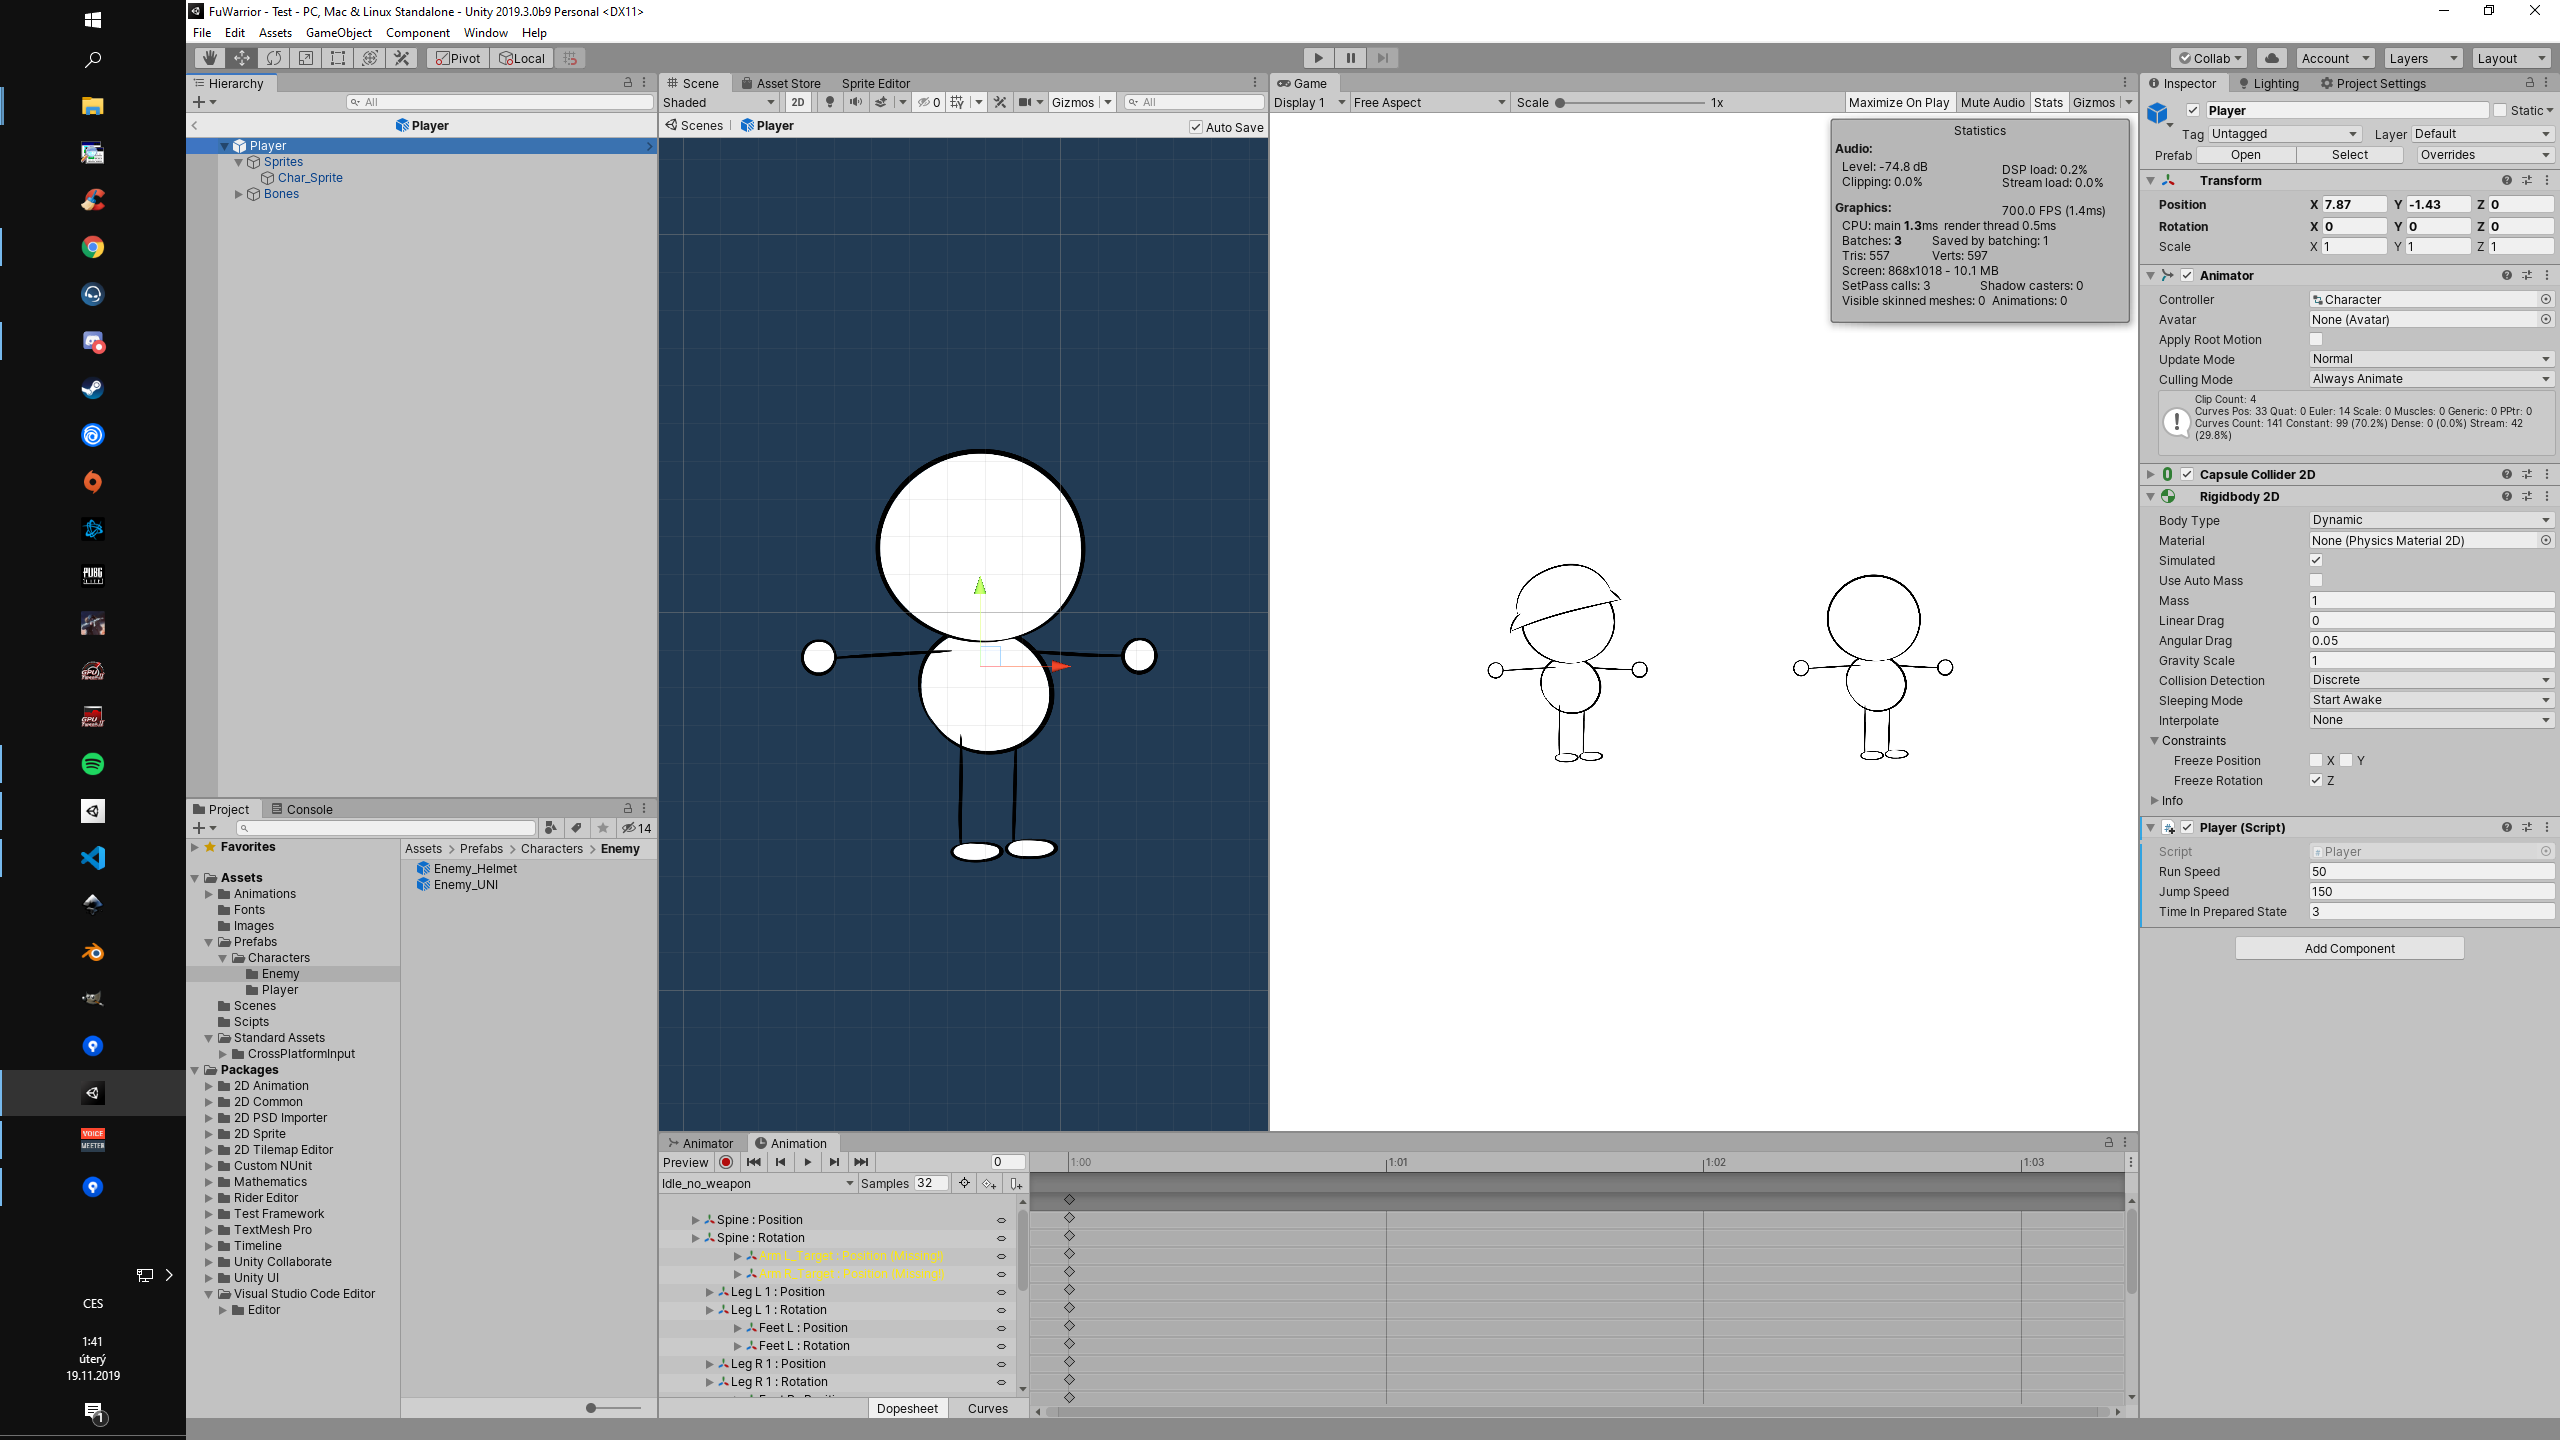 FuWarrior - Test - PC, Mac & Linux Standalone - Unity 2019.3.0b9 Personal <DX11>
File Edit Assets GameObject Component Window Help
Pivot Local Collab Account Layers Layout
Hierarchy
All
Player
Player
Sprites
Char_Sprite
Bones
Scene Asset Store Sprite Editor
Shaded 2D 0 Gizmos All
Scenes Player Auto Save
Game
Display 1 Free Aspect Scale 1x Maximize On Play Mute Audio Stats Gizmos
Statistics
Audio:
Level: -74.8 dB DSP load: 0.2%
Clipping: 0.0% Stream load: 0.0%
Graphics: 700.0 FPS (1.4ms)
CPU: main 1.3ms render thread 0.5ms
Batches: 3 Saved by batching: 1
Tris: 557 Verts: 597
Screen: 868x1018 - 10.1 MB
SetPass calls: 3 Shadow casters: 0
Visible skinned meshes: 0 Animations: 0
Inspector Lighting Project Settings
Player Static
Tag Untagged Layer Default
Prefab Open Select Overrides
Transform
Position X 7.87 Y -1.43 Z 0
Rotation X 0 Y 0 Z 0
Scale X 1 Y 1 Z 1
Animator
Controller Character
Avatar None (Avatar)
Apply Root Motion
Update Mode Normal
Culling Mode Always Animate
Clip Count: 4
Curves Pos: 33 Quat: 0 Euler: 14 Scale: 0 Muscles: 0 Generic: 0 PPtr: 0
Curves Count: 141 Constant: 99 (70.2%) Dense: 0 (0.0%) Stream: 42
(29.8%)
Capsule Collider 2D
Rigidbody 2D
Body Type Dynamic
Material None (Physics Material 2D)
Simulated
Use Auto Mass
Mass 1
Linear Drag 0
Angular Drag 0.05
Gravity Scale 1
Collision Detection Discrete
Sleeping Mode Start Awake
Interpolate None
Constraints
Freeze Position X Y
Freeze Rotation Z
Info
Player (Script)
Script Player
Run Speed 50
Jump Speed 150
Time In Prepared State 3
Add Component
Project Console
14
Favorites
Assets
Animations
Fonts
Images
Prefabs
Characters
Enemy
Player
Scenes
Scipts
Standard Assets
CrossPlatformInput
Packages
2D Animation
2D Common
2D PSD Importer
2D Sprite
2D Tilemap Editor
Custom NUnit
Mathematics
Rider Editor
Test Framework
TextMesh Pro
Timeline
Unity Collaborate
Unity UI
Visual Studio Code Editor
Editor
Assets > Prefabs > Characters > Enemy
Enemy_Helmet
Enemy_UNI
Animator Animation
Preview 0 1:00 1:01 1:02 1:03
Idle_no_weapon Samples 32
Spine : Position
Spine : Rotation
Arm L_Target : Position (Missing!)
Arm R_Target : Position (Missing!)
Leg L 1 : Position
Leg L 1 : Rotation
Feet L : Position
Feet L : Rotation
Leg R 1 : Position
Leg R 1 : Rotation
Dopesheet Curves
PUBG
VOICE
MEETER
CES
1:41
úterý
19.11.2019
1